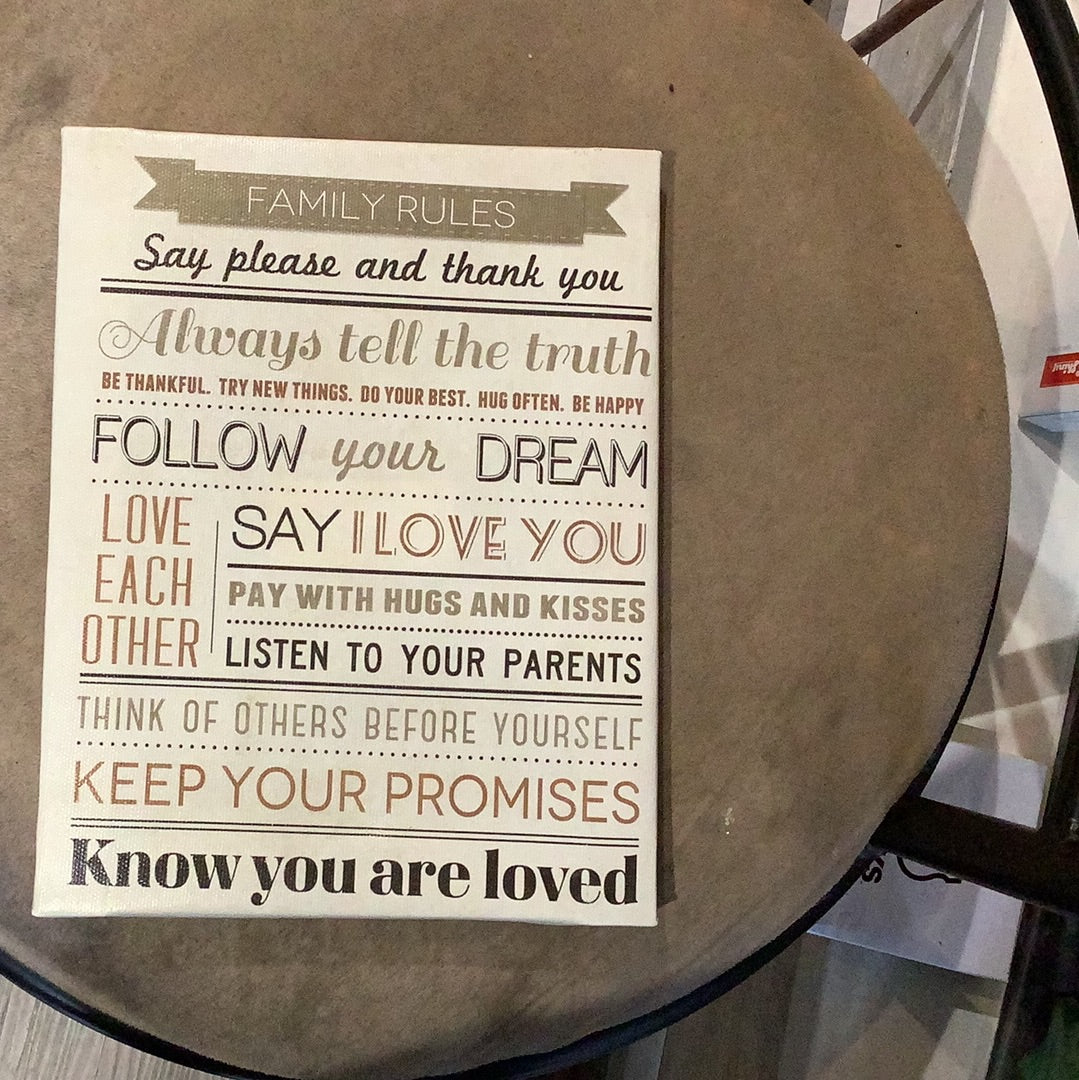 FAMILY RULES
Say please and thank you
Always tell the truth
BE THANKFUL. TRY NEW THINGS. DO YOUR BEST. HUG OFTEN. BE HAPPY
FOLLOW your DREAM
LOVE
EACH
OTHER
SAY I LOVE YOU
PAY WITH HUGS AND KISSES
LISTEN TO YOUR PARENTS
THINK OF OTHERS BEFORE YOURSELF
KEEP YOUR PROMISES
Know you are loved